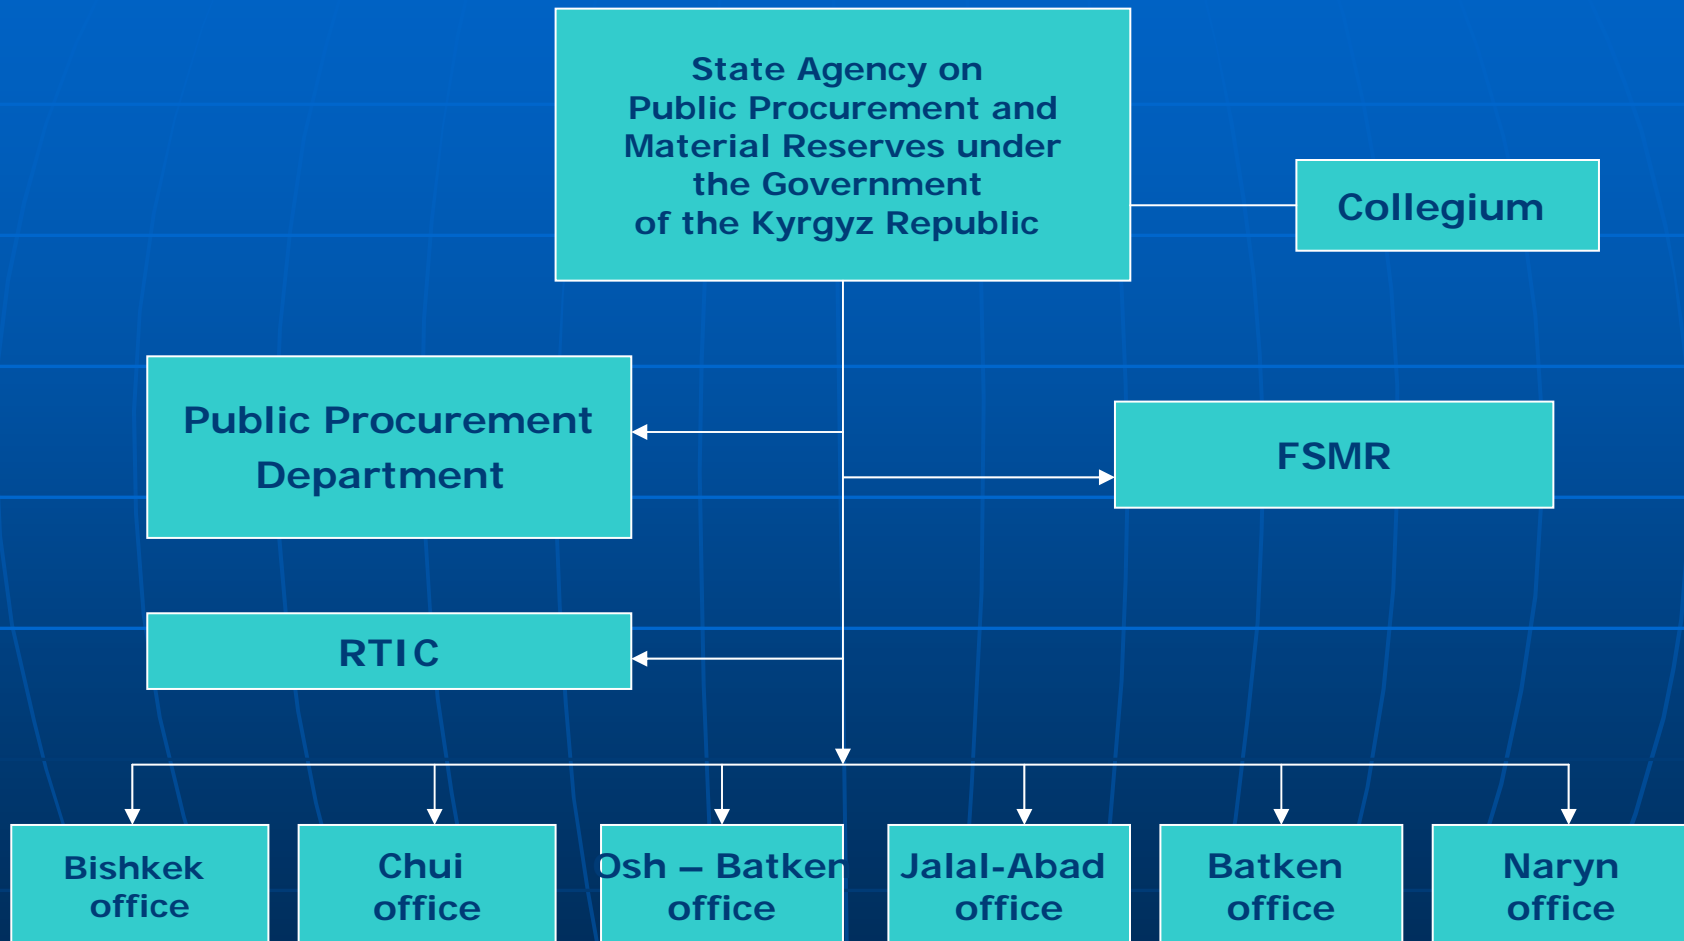 State Agency on
Public Procurement and
Material Reserves under
the Government
of the Kyrgyz Republic
Collegium
Public Procurement
Department
FSMR
RTIC
Bishkek
office
Chui
office
Osh – Batken
office
Jalal-Abad
office
Batken
office
Naryn
office